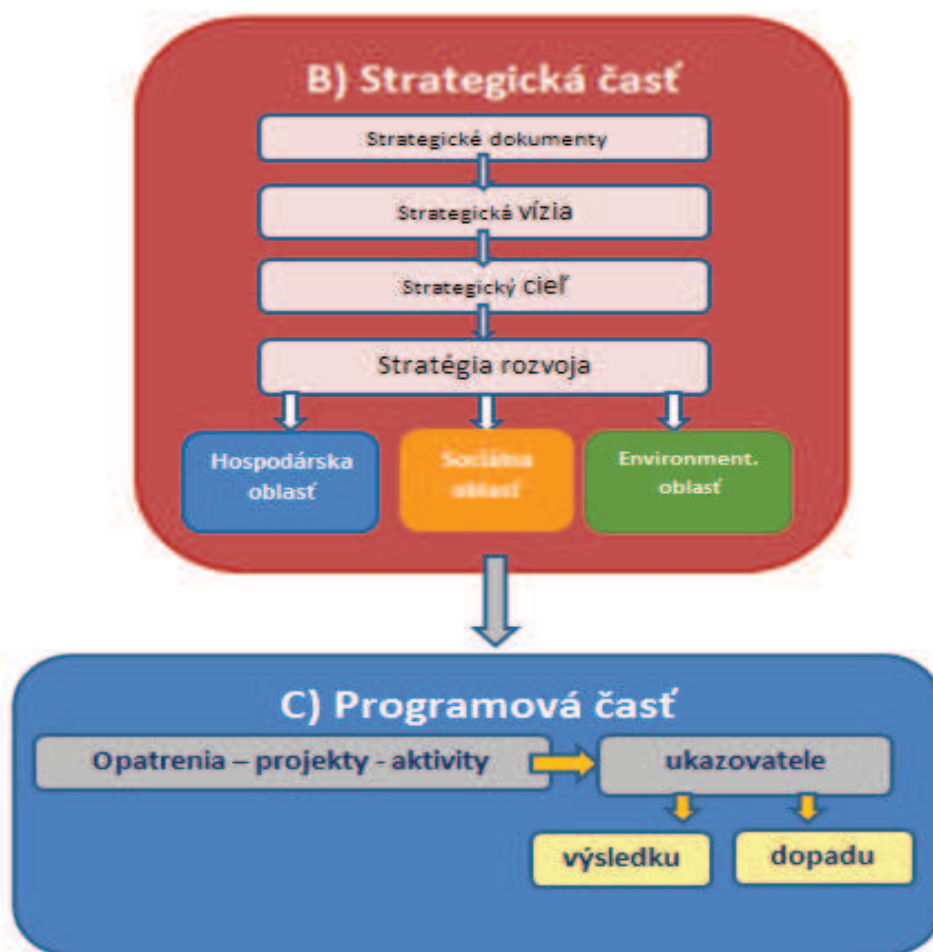 B) Strategická časť
Strategické dokumenty
Strategická vízia
Strategický cieľ
Stratégia rozvoja
Hospodárska
oblasť
Sociálna
oblasť
Environment.
oblasť
C) Programová časť
Opatrenia – projekty - aktivity
ukazovatele
výsledku
dopadu